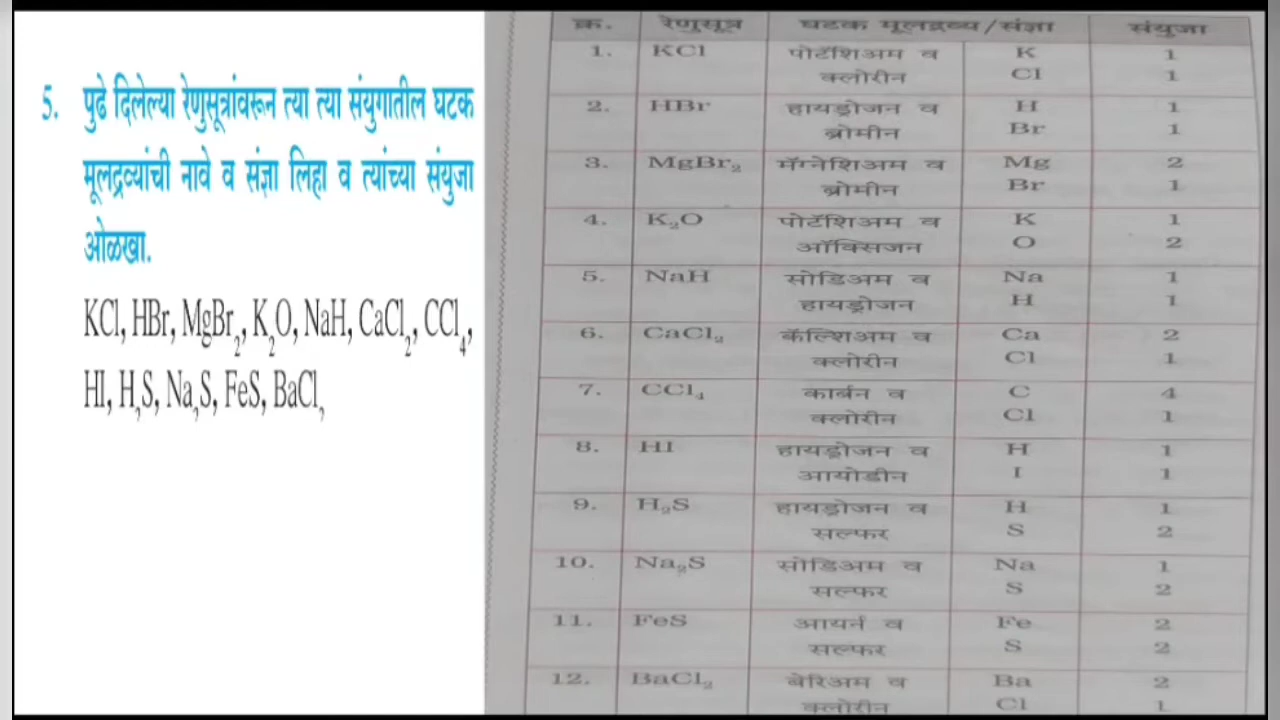 5. पुढे दिलेल्या रेणुसूत्रांवरून त्या त्या संयुगातील घटक
मूलद्रव्यांची नावे व संज्ञा लिहा व त्यांच्या संयुजा
ओळखा.
KCl, HBr, MgBr₂, K₂O, NaH, CaCl₂, CCl₄,
HI, H₂S, Na₂S, FeS, BaCl₂
क्र. रेणुसूत्र घटक मूलद्रव्य/संज्ञा संयुजा
1. KCl पोटॅशिअम व K 1
क्लोरीन Cl 1
2. HBr हायड्रोजन व H 1
ब्रोमीन Br 1
3. MgBr₂ मॅग्नेशिअम व Mg 2
ब्रोमीन Br 1
4. K₂O पोटॅशिअम व K 1
ऑक्सिजन O 2
5. NaH सोडिअम व Na 1
हायड्रोजन H 1
6. CaCl₂ कॅल्शिअम व Ca 2
क्लोरीन Cl 1
7. CCl₄ कार्बन व C 4
क्लोरीन Cl 1
8. HI हायड्रोजन व H 1
आयोडीन I 1
9. H₂S हायड्रोजन व H 1
सल्फर S 2
10. Na₂S सोडिअम व Na 1
सल्फर S 2
11. FeS आयर्न व Fe 2
सल्फर S 2
12. BaCl₂ बेरिअम व Ba 2
क्लोरीन Cl 1